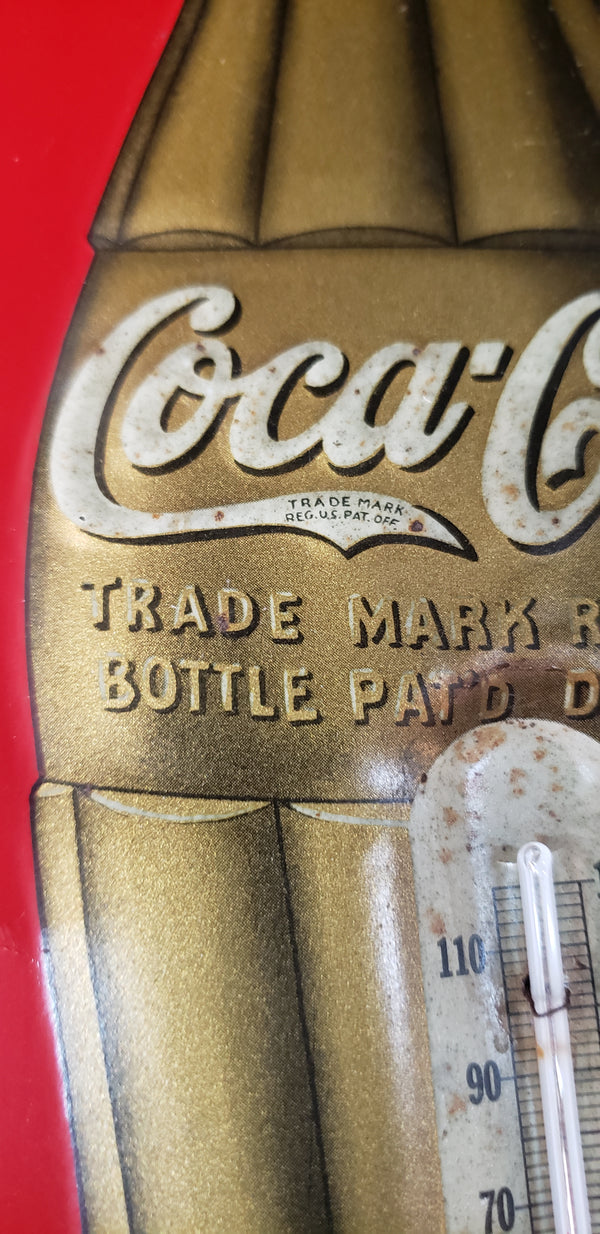 Coca-C
TRADE MARK
REG. U.S. PAT. OFF.
TRADE MARK R
BOTTLE PAT'D D
110
90
70